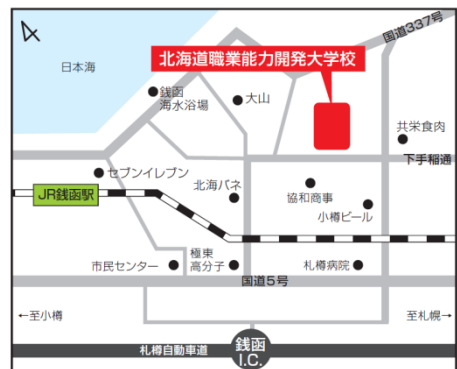 国道337号
北海道職業能力開発大学校
日本海
銭函
海水浴場
大山
共栄食肉
下手稲通
セブンイレブン
JR銭函駅
北海バネ
協和商事
小樽ビール
市民センター
極東
高分子
札樽病院
国道5号
←至小樽
至札幌→
札樽自動車道
銭函
I.C.